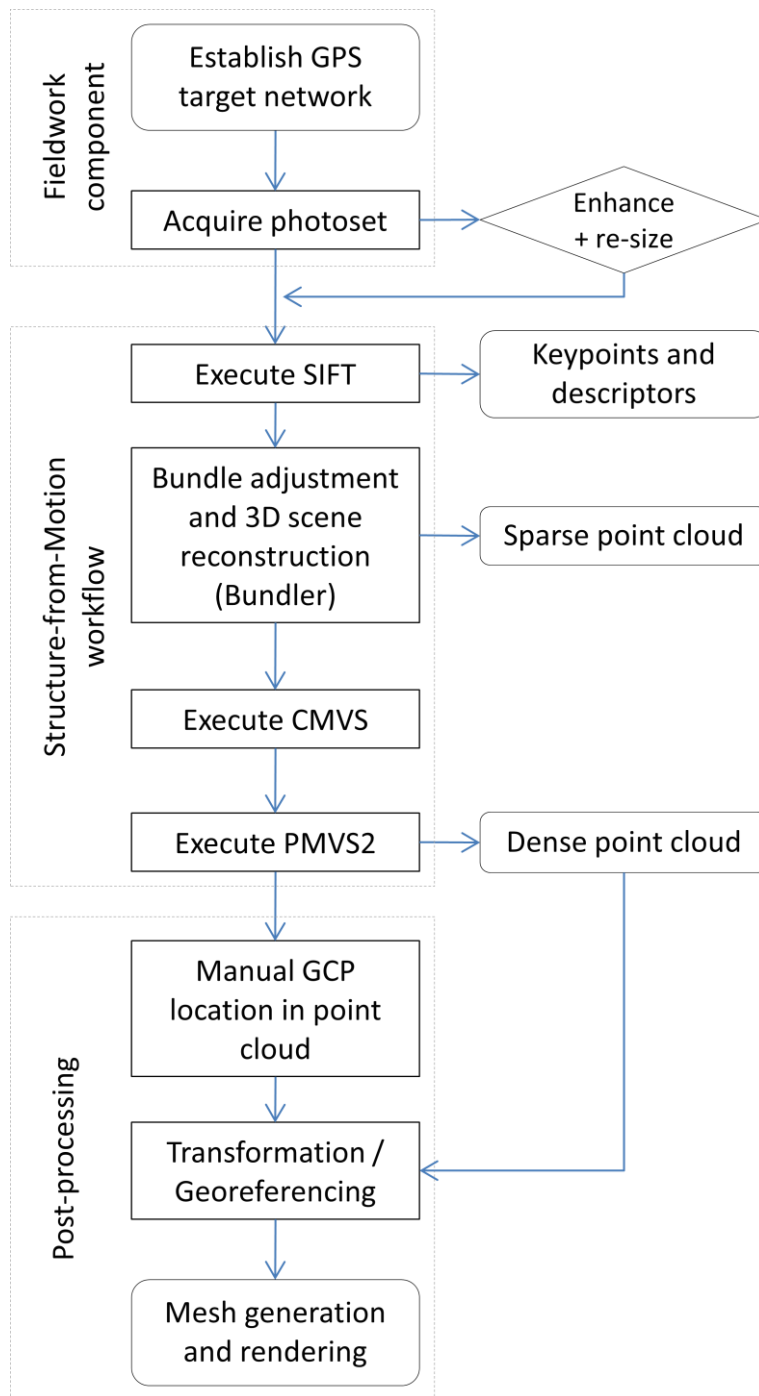 Fieldwork
component
Establish GPS
target network
Acquire photoset
Enhance
+ re-size
Structure-from-Motion
workflow
Execute SIFT
Keypoints and
descriptors
Bundle adjustment
and 3D scene
reconstruction
(Bundler)
Sparse point cloud
Execute CMVS
Execute PMVS2
Dense point cloud
Post-processing
Manual GCP
location in point
cloud
Transformation /
Georeferencing
Mesh generation
and rendering